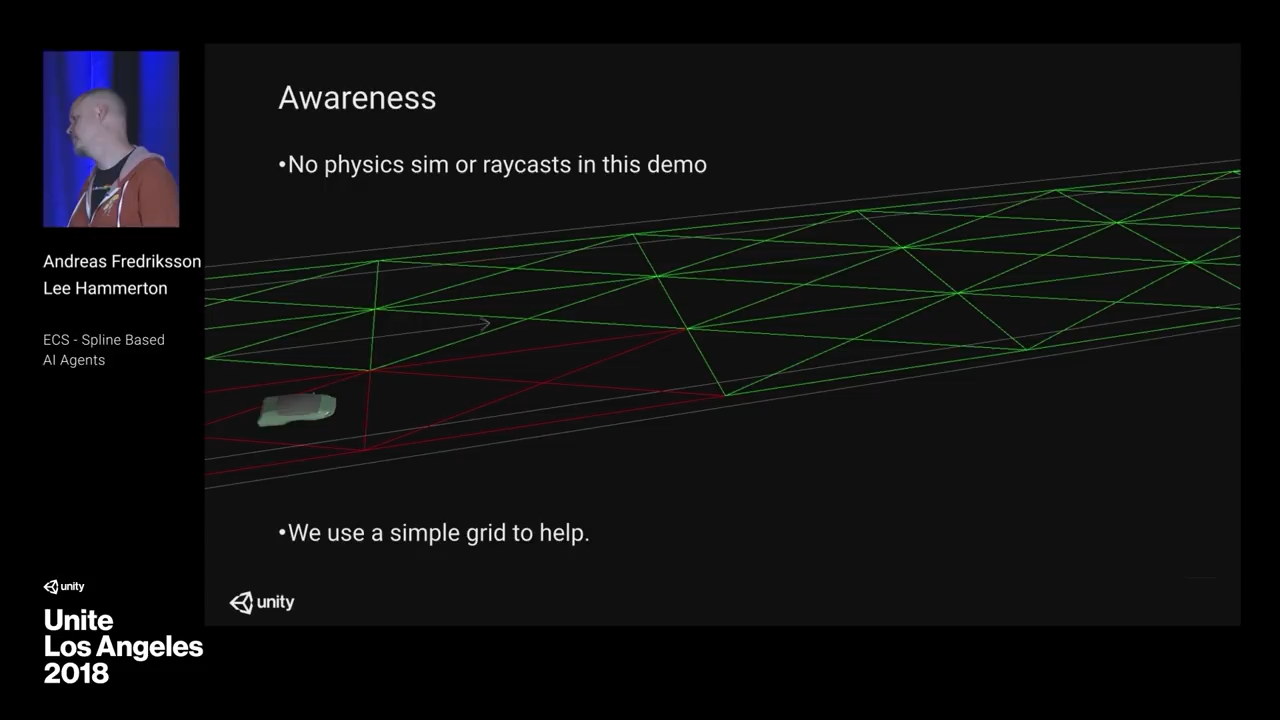 Awareness
•No physics sim or raycasts in this demo
Andreas Fredriksson
Lee Hammerton
ECS - Spline Based
AI Agents
•We use a simple grid to help.
unity
unity
Unite
Los Angeles
2018